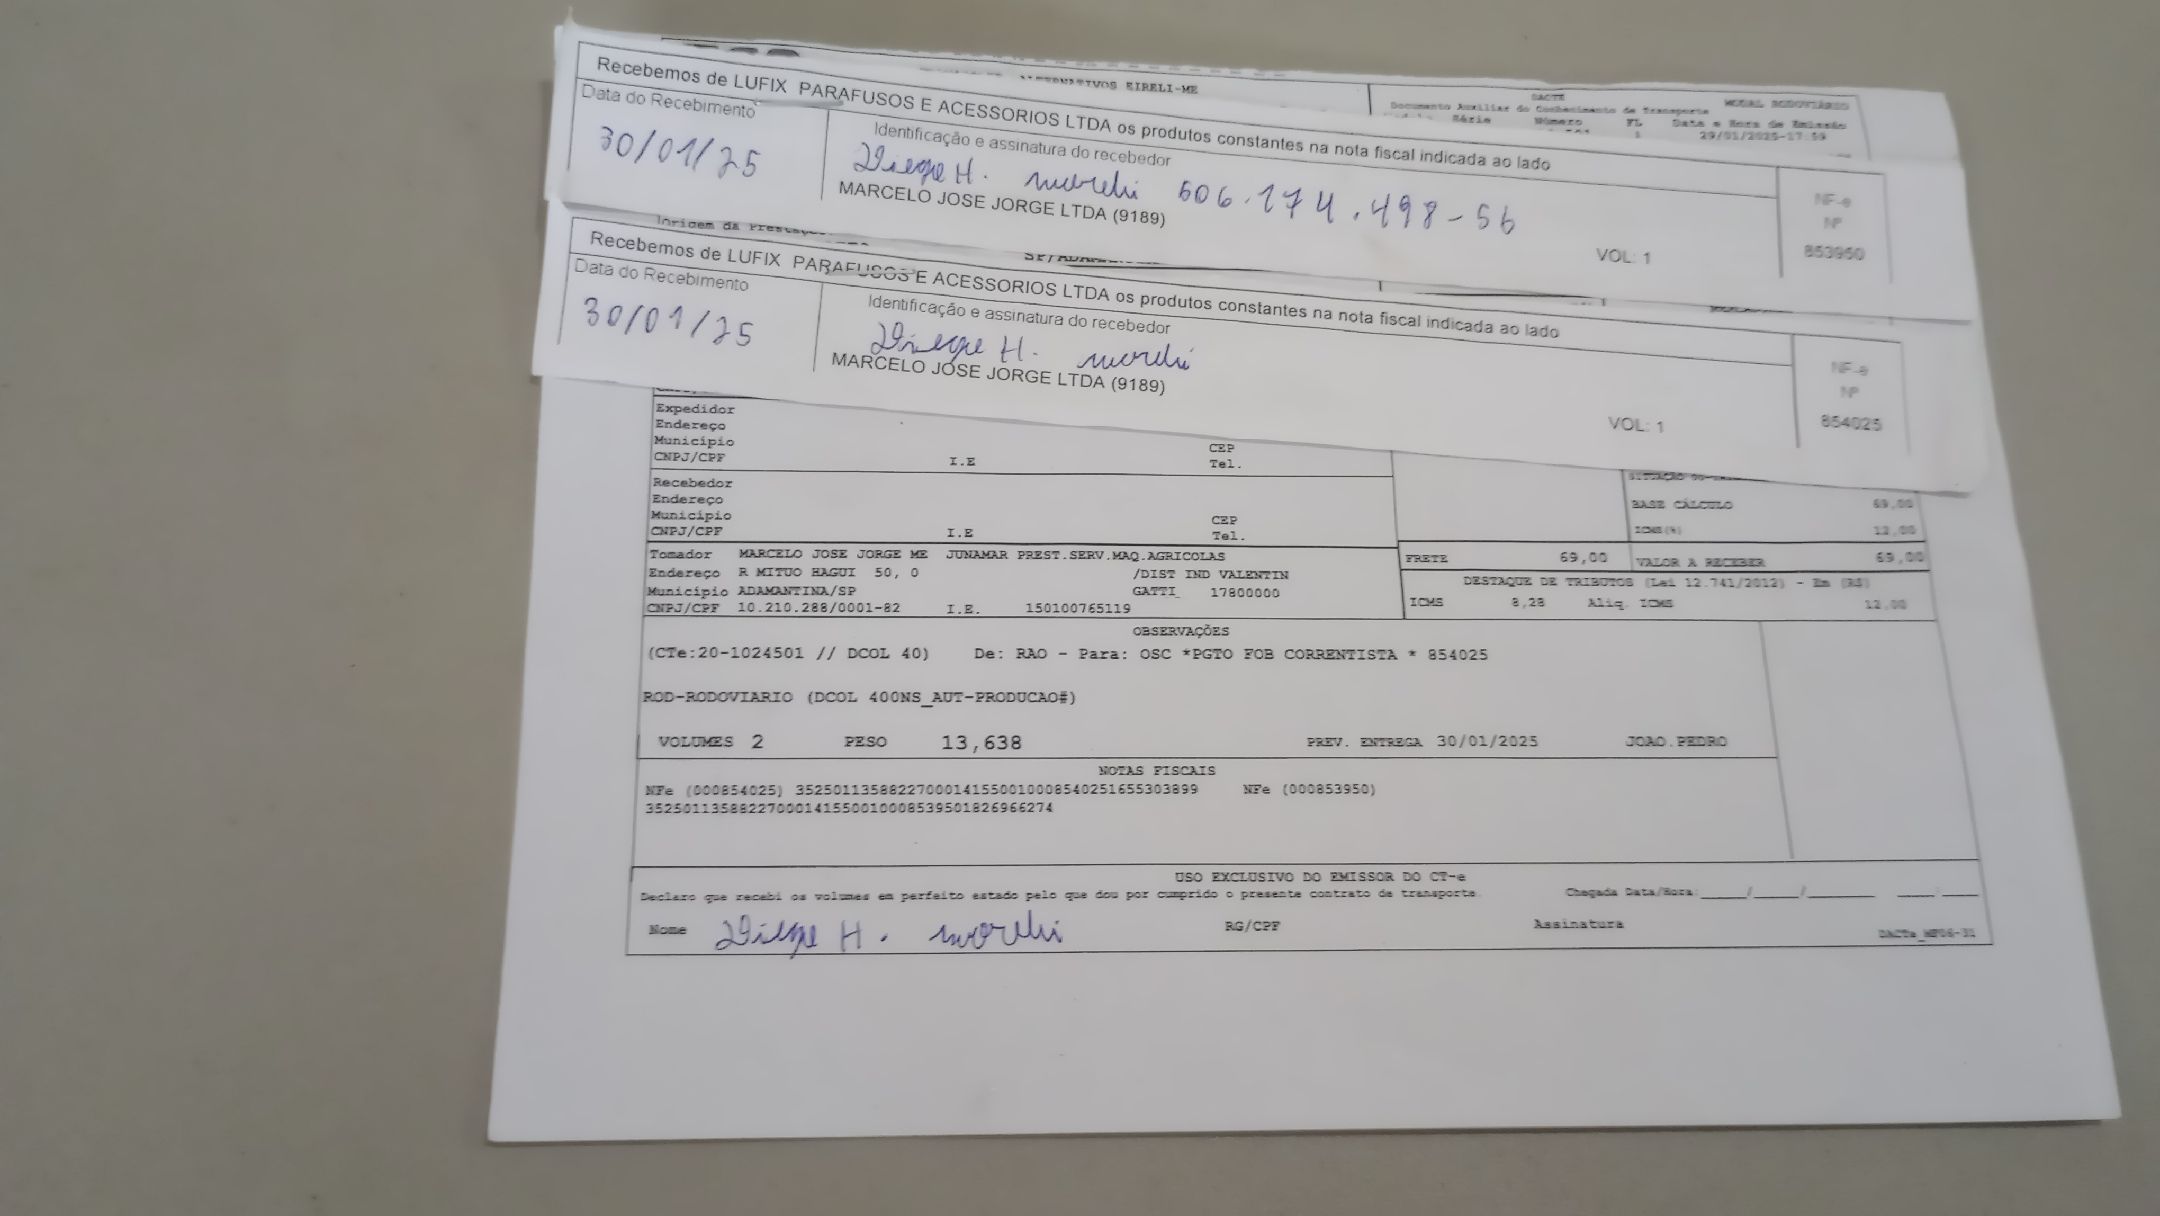 ALTERNATIVOS EIRELI-ME
DACTE
MODAL RODOVIÁRIO
Documento Auxiliar do Conhecimento de Transporte
Série Número FL Data e Hora de Emissão
1 29/01/2025-17:59
Recebemos de LUFIX PARAFUSOS E ACESSORIOS LTDA os produtos constantes na nota fiscal indicada ao lado
Data do Recebimento
Identificação e assinatura do recebedor
30/01/25
Diego H. Morelli 606.174.498-56
MARCELO JOSE JORGE LTDA (9189)
VOL: 1
NF-e
Nº
853950
Recebemos de LUFIX PARAFUSOS E ACESSORIOS LTDA os produtos constantes na nota fiscal indicada ao lado
Data do Recebimento
Identificação e assinatura do recebedor
30/01/25
Diego H. Morelli
MARCELO JOSE JORGE LTDA (9189)
VOL: 1
NF-e
Nº
854025
Expedidor
Endereço
Município CEP
CNPJ/CPF I.E Tel.
Recebedor
Endereço
Município CEP
CNPJ/CPF I.E Tel.
BASE CÁLCULO 69,00
ICMS(%) 12,00
Tomador MARCELO JOSE JORGE ME JUNAMAR PREST.SERV.MAQ.AGRICOLAS
Endereço R MITUO HAGUI 50, 0 /DIST IND VALENTIN
Município ADAMANTINA/SP GATTI 17800000
CNPJ/CPF 10.210.288/0001-82 I.E. 150100765119
FRETE 69,00 VALOR A RECEBER 69,00
DESTAQUE DE TRIBUTOS (Lei 12.741/2012) - Em (R$)
ICMS 8,28 Aliq. ICMS 12,00
OBSERVAÇÕES
(CTe:20-1024501 // DCOL 40) De: RAO - Para: OSC *PGTO FOB CORRENTISTA * 854025
ROD-RODOVIARIO (DCOL 400NS_AUT-PRODUCAO#)
VOLUMES 2 PESO 13,638 PREV. ENTREGA 30/01/2025 JOAO.PEDRO
NOTAS FISCAIS
NFe (000854025) 35250113588227000141550010008540251655303899 NFe (000853950)
35250113588227000141550010008539501826966274
USO EXCLUSIVO DO EMISSOR DO CT-e
Declaro que recebi os volumes em perfeito estado pelo que dou por cumprido o presente contrato de transporte. Chegada Data/Hora: ____/____/______ ____:____
Nome Diego H. Morelli RG/CPF Assinatura